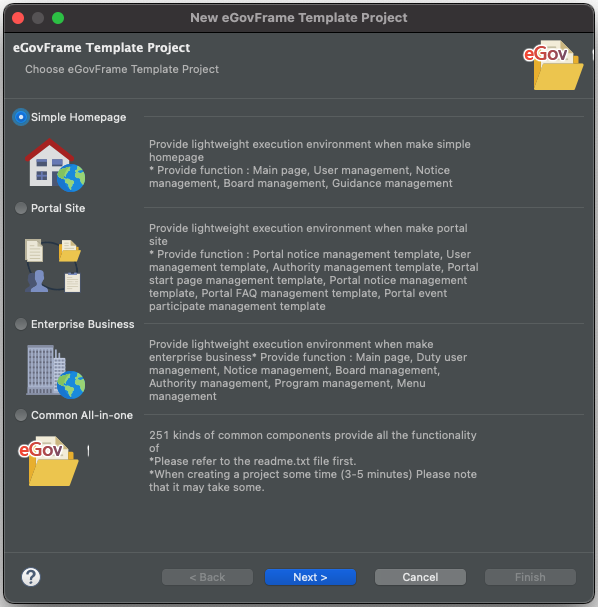 New eGovFrame Template Project
eGovFrame Template Project
Choose eGovFrame Template Project
eGov
Simple Homepage
Provide lightweight execution environment when make simple
homepage
* Provide function : Main page, User management, Notice
management, Board management, Guidance management
Portal Site
Provide lightweight execution environment when make portal
site
* Provide function : Portal notice management template, User
management template, Authority management template, Portal
start page management template, Portal notice management
template, Portal FAQ management template, Portal event
participate management template
Enterprise Business
Provide lightweight execution environment when make
enterprise business* Provide function : Main page, Duty user
management, Notice management, Board management,
Authority management, Program management, Menu
management
Common All-in-one
eGov
251 kinds of common components provide all the functionality
of
*Please refer to the readme.txt file first.
*When creating a project some time (3-5 minutes) Please note
that it may take some.
?
< Back
Next >
Cancel
Finish